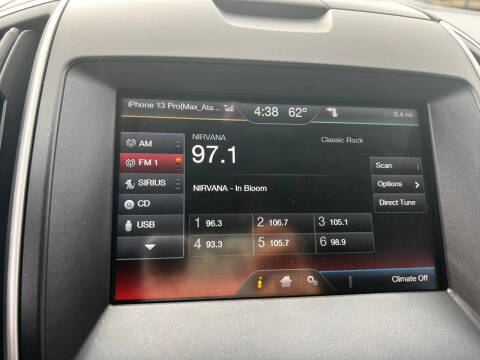 iPhone 13 Pro(Max_Ata...
4:38 62°
0.4 mi
AM
FM 1
SIRIUS
CD
USB
NIRVANA
97.1
Classic Rock
NIRVANA - In Bloom
Scan
Options >
Direct Tune
1 96.3 2 106.7 3 105.1
4 93.3 5 105.7 6 98.9
Climate Off